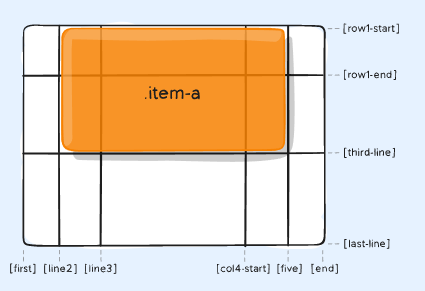 [row1-start]
[row1-end]
.item-a
[third-line]
[last-line]
[first] [line2] [line3] [col4-start] [five] [end]